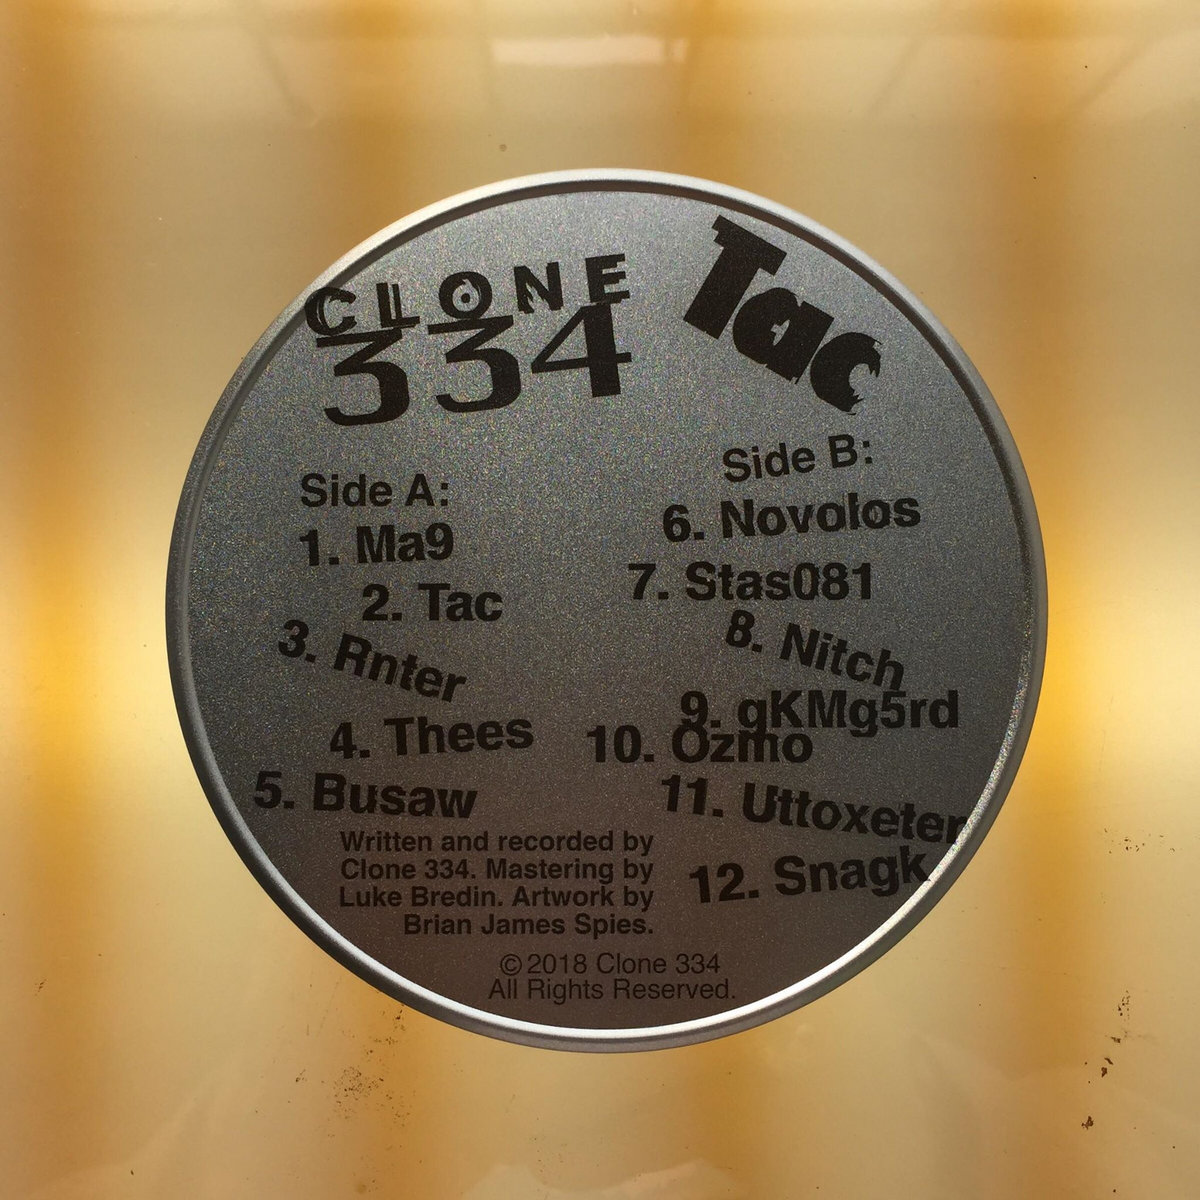 CLONE
334
Tac
Side A:
1. Ma9
2. Tac
3. Rnter
4. Thees
5. Busaw
Side B:
6. Novolos
7. Stas081
8. Nitch
9. gKMg5rd
10. Ozmo
11. Uttoxeter
12. Snagk
Written and recorded by
Clone 334. Mastering by
Luke Bredin. Artwork by
Brian James Spies.
©2018 Clone 334
All Rights Reserved.